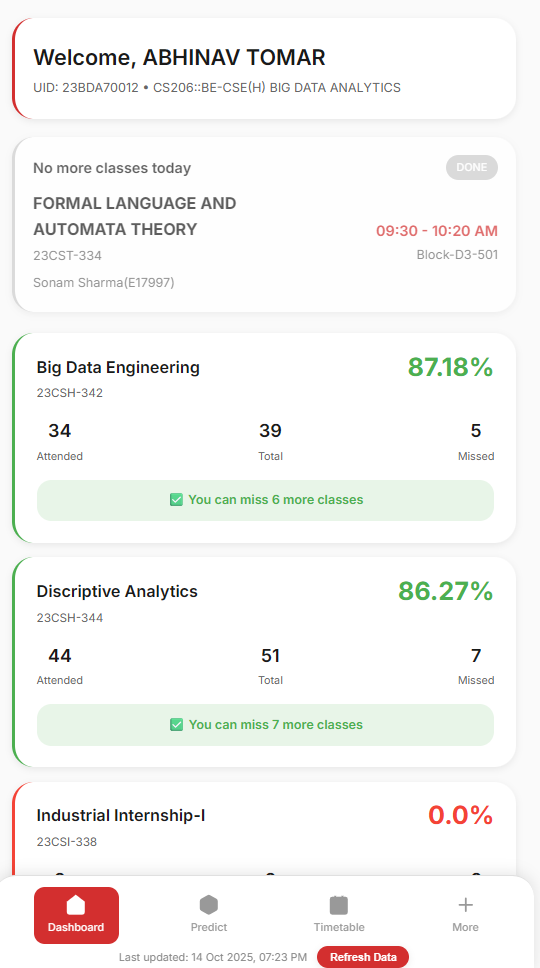 Welcome, ABHINAV TOMAR
UID: 23BDA70012 • CS206::BE-CSE(H) BIG DATA ANALYTICS
No more classes today
DONE
FORMAL LANGUAGE AND
AUTOMATA THEORY
09:30 - 10:20 AM
23CST-334
Block-D3-501
Sonam Sharma(E17997)
Big Data Engineering
87.18%
23CSH-342
34 39 5
Attended Total Missed
✅ You can miss 6 more classes
Discriptive Analytics
86.27%
23CSH-344
44 51 7
Attended Total Missed
✅ You can miss 7 more classes
Industrial Internship-I
0.0%
23CSI-338
Dashboard Predict Timetable More
Last updated: 14 Oct 2025, 07:23 PM Refresh Data